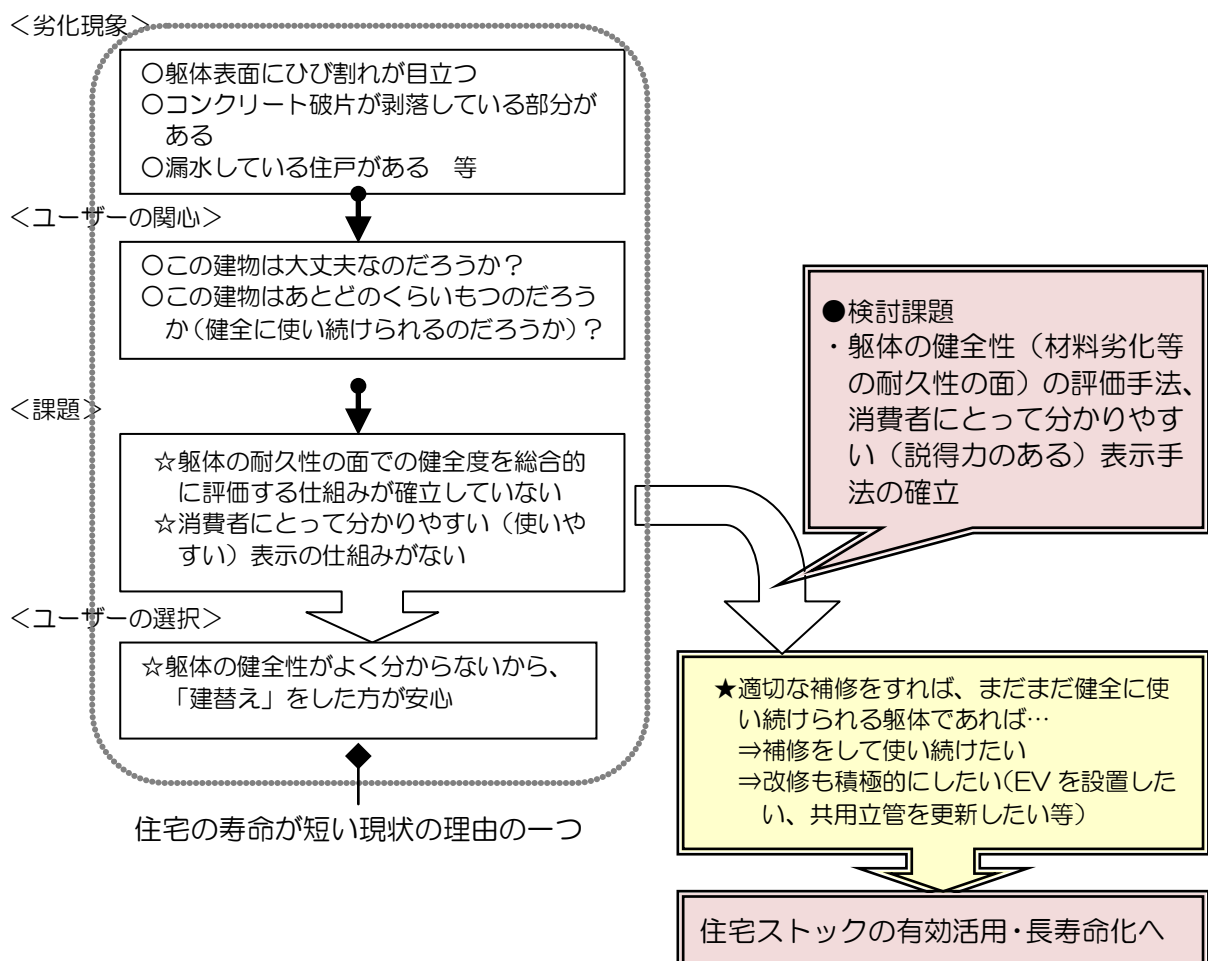 ＜劣化現象＞
○躯体表面にひび割れが目立つ
○コンクリート破片が剥落している部分が
ある
○漏水している住戸がある　等
＜ユーザーの関心＞
○この建物は大丈夫なのだろうか？
○この建物はあとどのくらいもつのだろう
か（健全に使い続けられるのだろうか）？
＜課題＞
☆躯体の耐久性の面での健全度を総合的
に評価する仕組みが確立していない
☆消費者にとって分かりやすい（使いや
すい）表示の仕組みがない
＜ユーザーの選択＞
☆躯体の健全性がよく分からないから、
「建替え」をした方が安心
住宅の寿命が短い現状の理由の一つ
●検討課題
・躯体の健全性（材料劣化等
の耐久性の面）の評価手法、
消費者にとって分かりやす
い（説得力のある）表示手
法の確立
★適切な補修をすれば、まだまだ健全に使
い続けられる躯体であれば…
⇒補修をして使い続けたい
⇒改修も積極的にしたい（EV を設置した
い、共用立管を更新したい等）
住宅ストックの有効活用・長寿命化へ